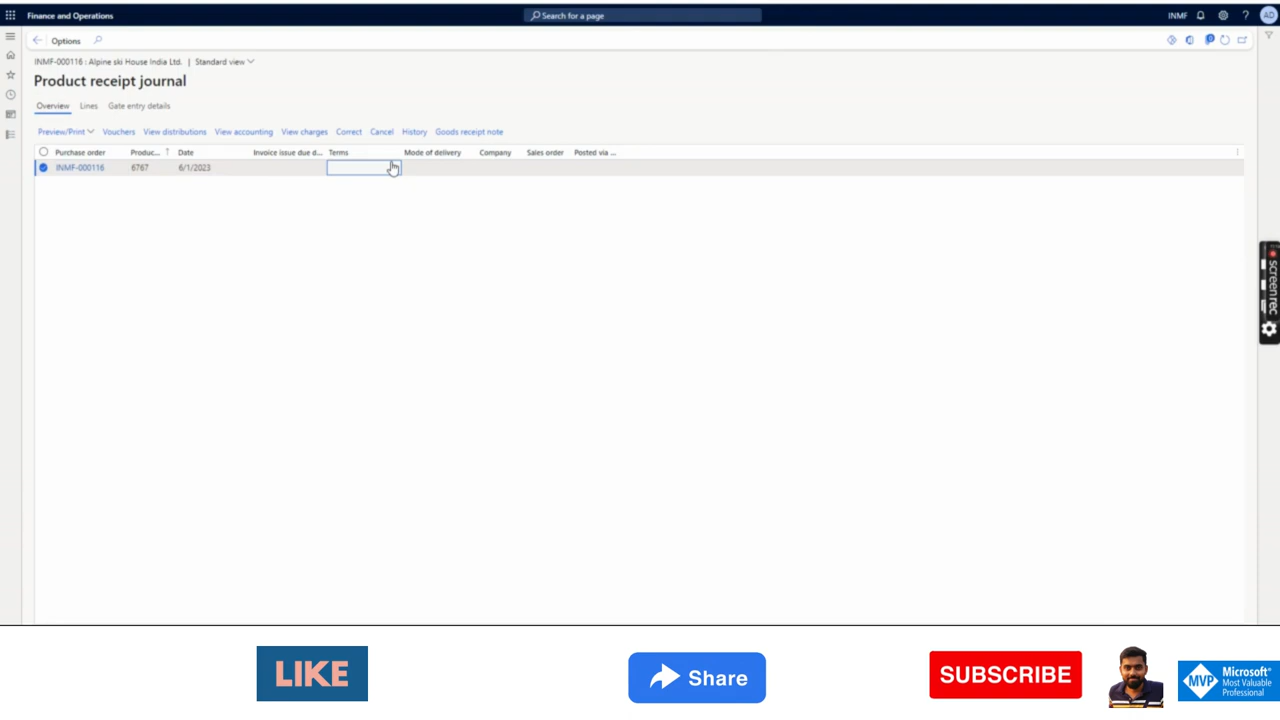 Finance and Operations
Search for a page
INMF
?
AD
Options
INMF-000116 : Alpine ski House India Ltd. | Standard view
Product receipt journal
Overview Lines Gate entry details
Preview/Print Vouchers View distributions View accounting View charges Correct Cancel History Goods receipt note
Purchase order Produc... ↑ Date Invoice issue due d... Terms Mode of delivery Company Sales order Posted via ...
INMF-000116 6767 6/1/2023
screenrec
LIKE
Share
SUBSCRIBE
MVP
Microsoft
Most Valuable
Professional